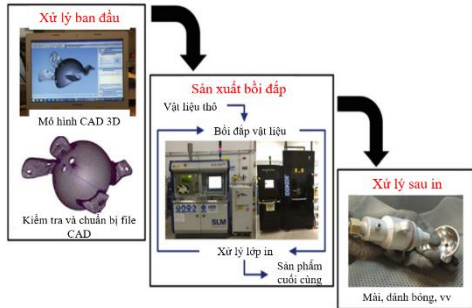 Xử lý ban đầu
Mô hình CAD 3D
Kiểm tra và chuẩn bị file
CAD
Sản xuất bồi đắp
Vật liệu thô
Bồi đắp vật liệu
SLM
Xử lý lớp in
Sản phẩm
cuối cùng
Xử lý sau in
Mài, đánh bóng, vv